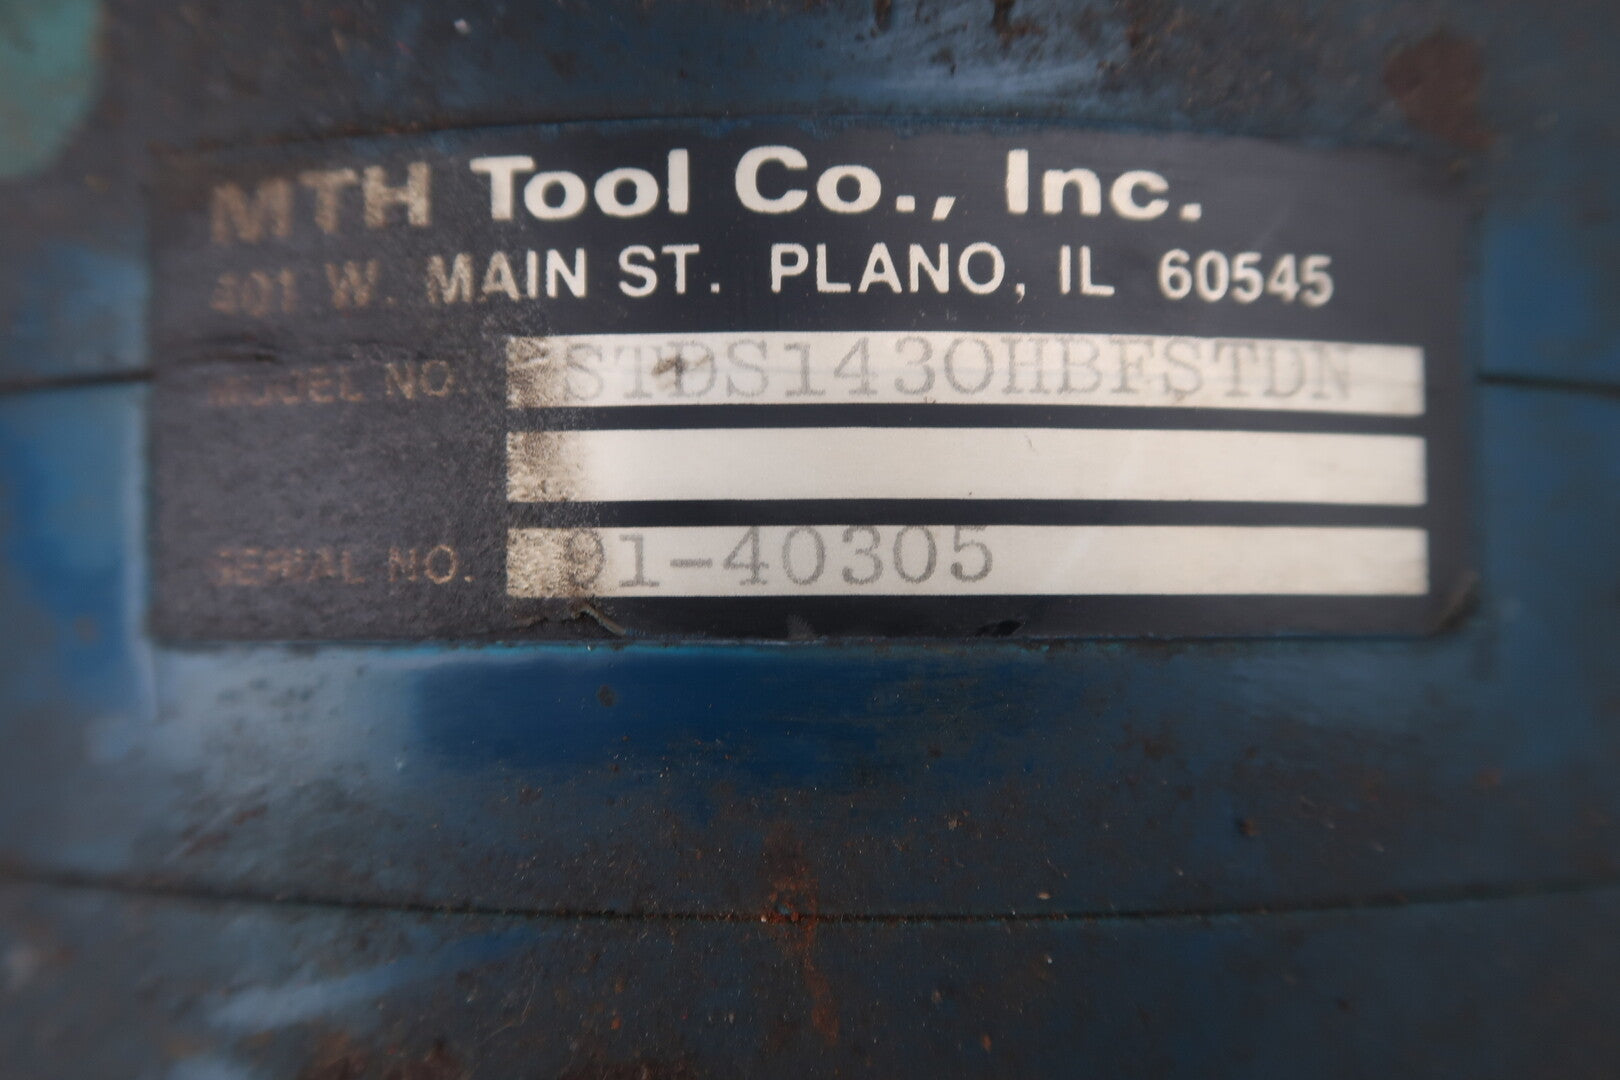 MTH Tool Co., Inc.
401 W. MAIN ST. PLANO, IL 60545
MODEL NO. STDS1430HBFSTDN
SERIAL NO. 91-40305